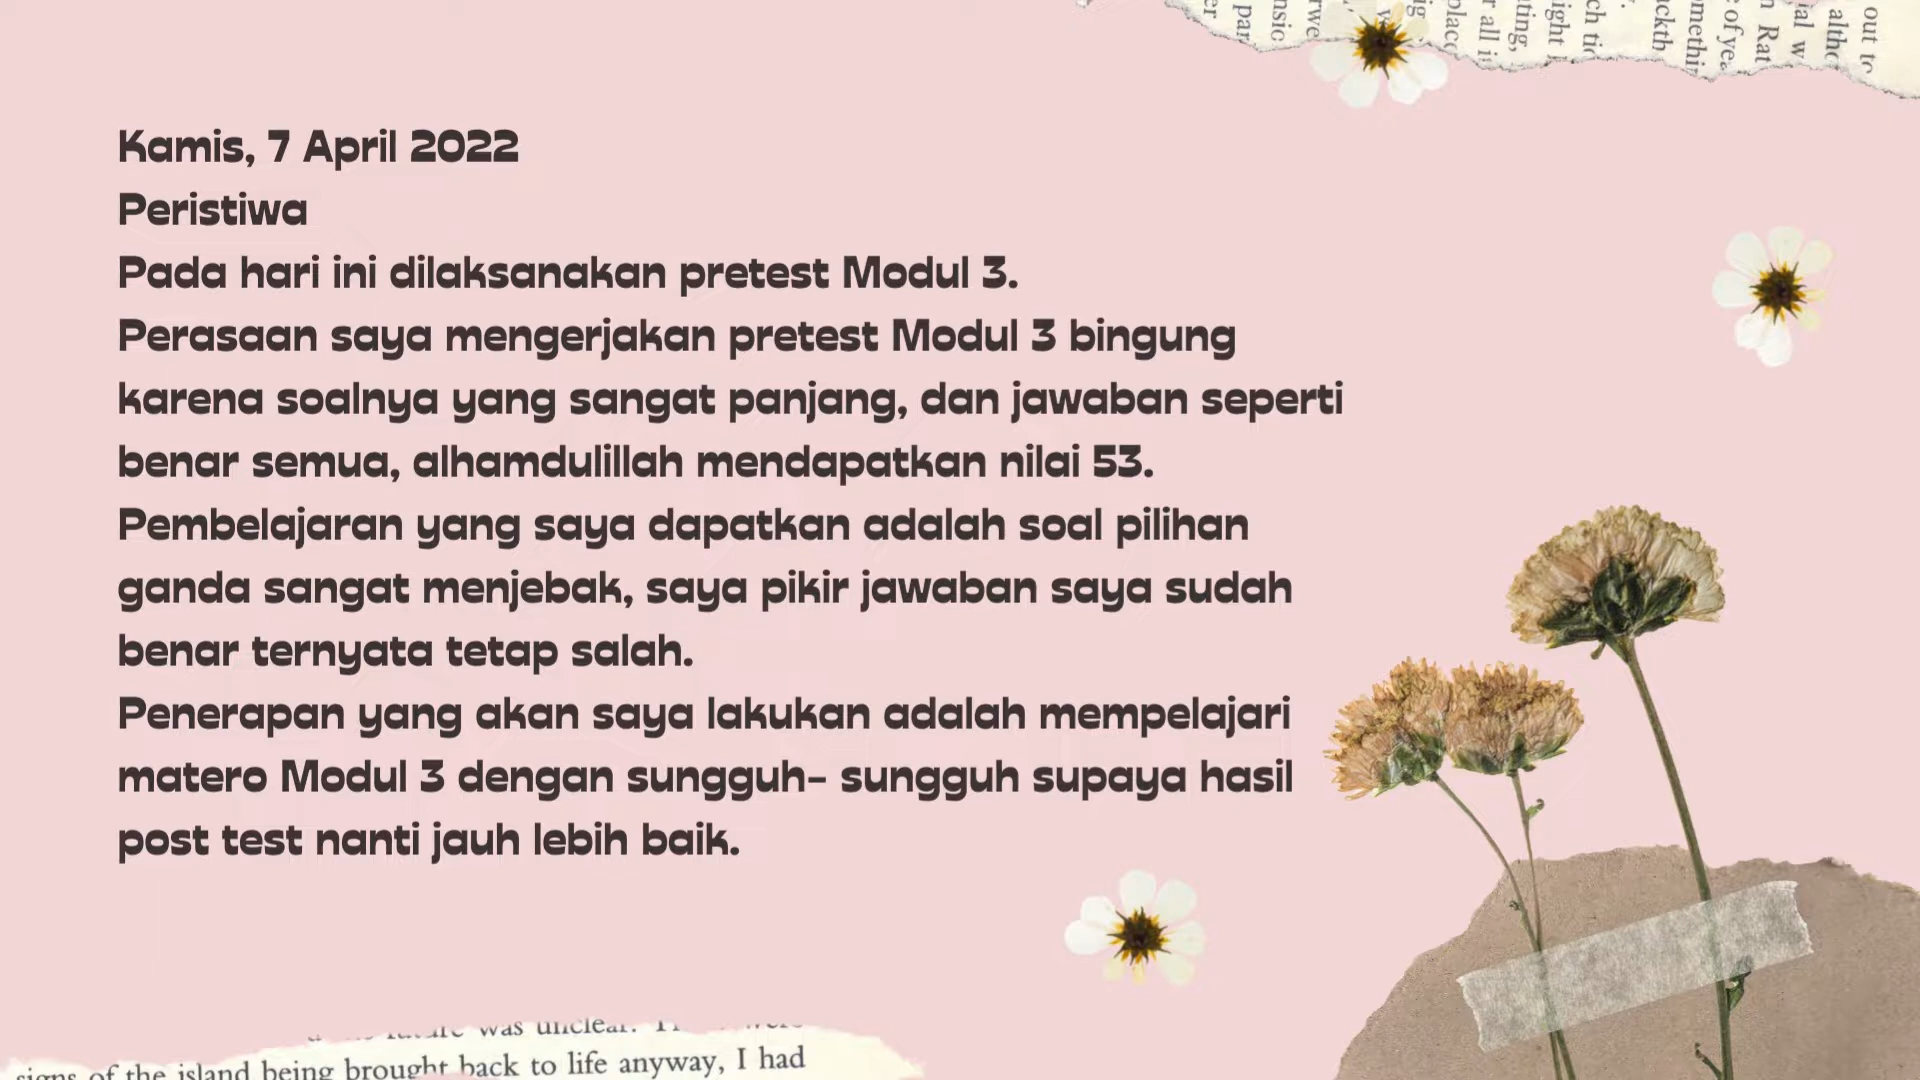 Kamis, 7 April 2022
Peristiwa
Pada hari ini dilaksanakan pretest Modul 3.
Perasaan saya mengerjakan pretest Modul 3 bingung
karena soalnya yang sangat panjang, dan jawaban seperti
benar semua, alhamdulillah mendapatkan nilai 53.
Pembelajaran yang saya dapatkan adalah soal pilihan
ganda sangat menjebak, saya pikir jawaban saya sudah
benar ternyata tetap salah.
Penerapan yang akan saya lakukan adalah mempelajari
matero Modul 3 dengan sungguh- sungguh supaya hasil
post test nanti jauh lebih baik.
was unclear.
signs of the island being brought back to life anyway, I had